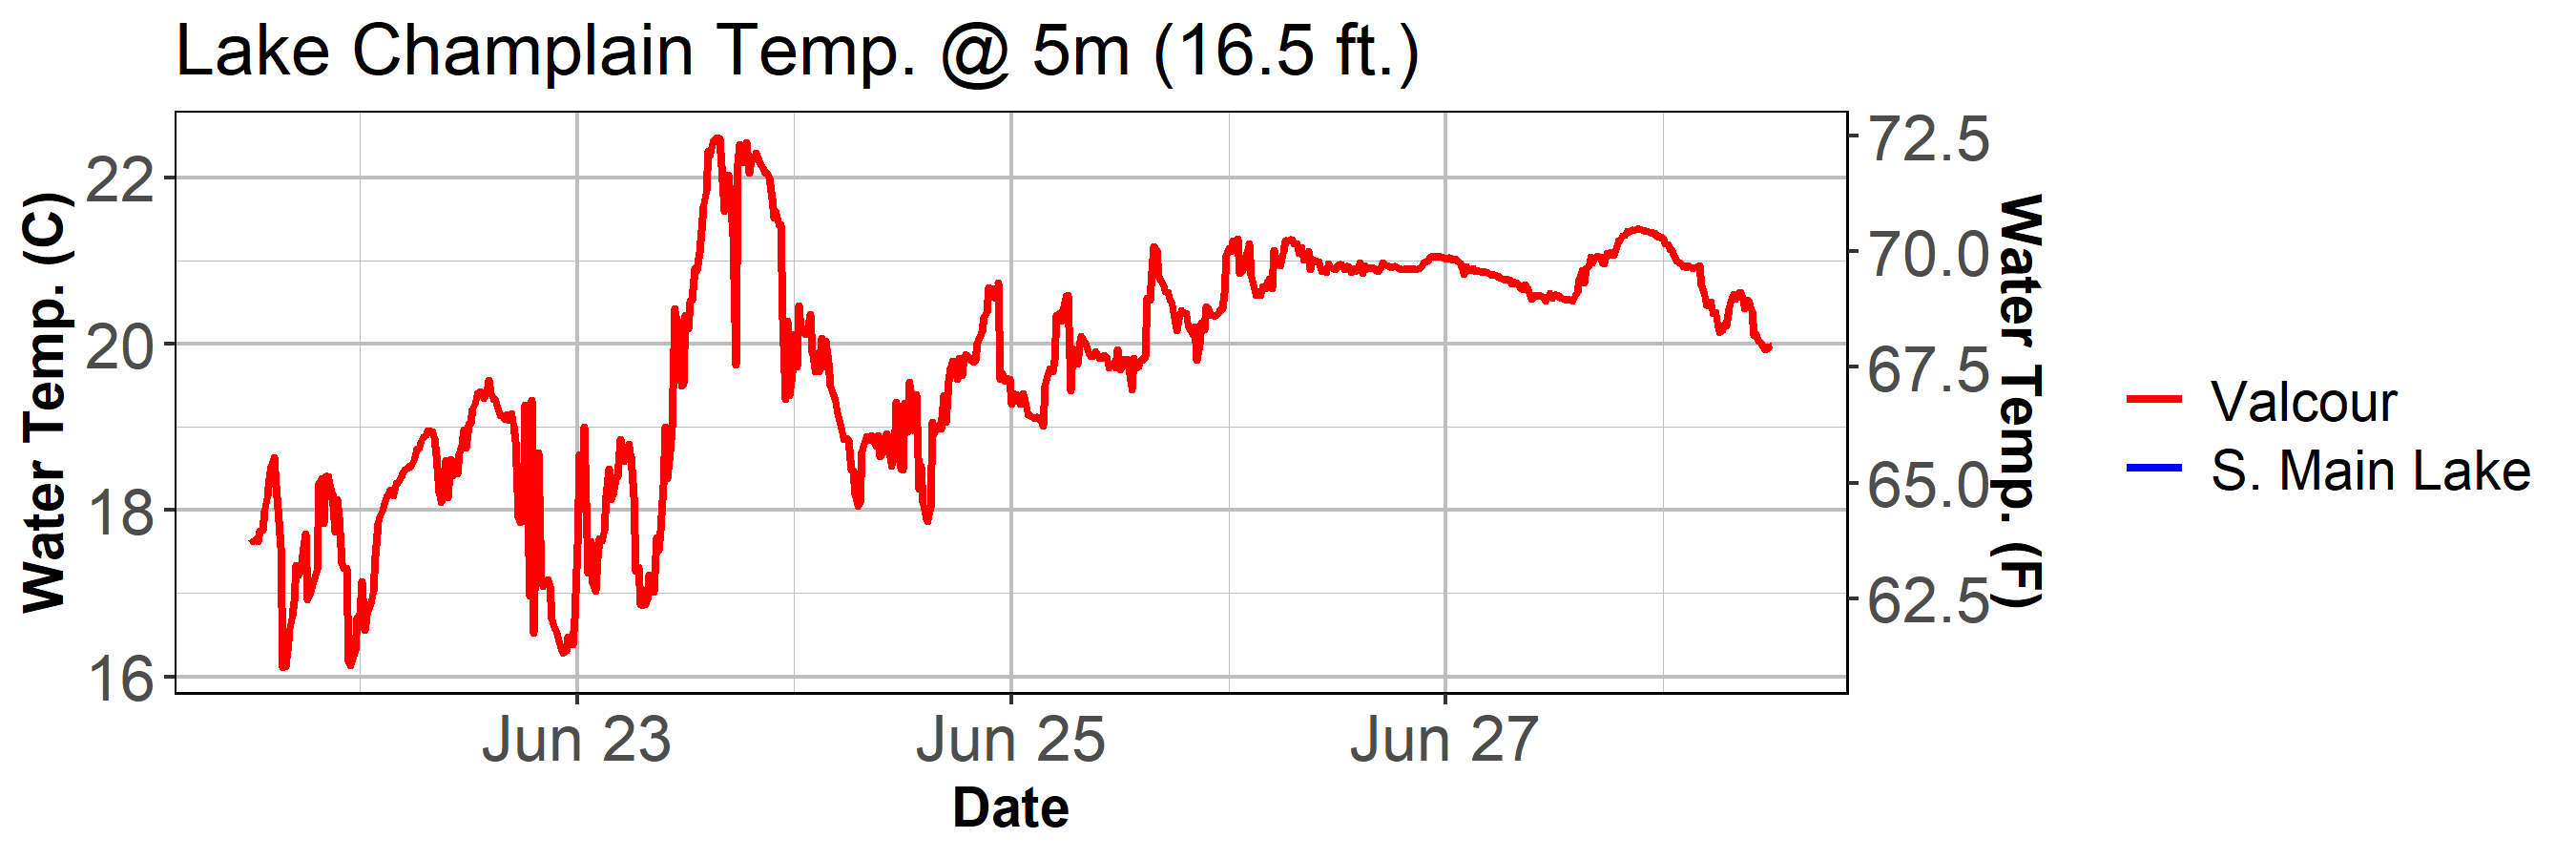 Lake Champlain Temp. @ 5m (16.5 ft.)
Water Temp. (C)
22
20
18
16
72.5
70.0
67.5
65.0
62.5
Water Temp. (F)
Jun 23
Jun 25
Jun 27
Date
Valcour
S. Main Lake